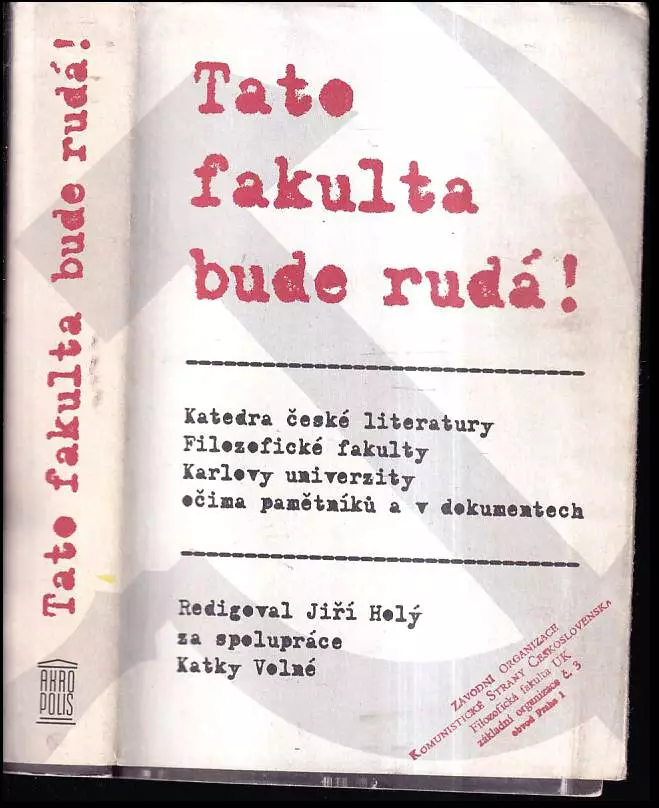 Tato fakulta bude rudá!
AKRO
POLIS
Tato
fakulta
bude rudá!
Katedra české literatury
Filozofické fakulty
Karlovy univerzity
očima pamětníků a v dokumentech
Redigoval Jiří Holý
za spolupráce
Katky Volné
ZÁVODNÍ ORGANIZACE
KOMUNISTICKÉ STRANY ČESKOSLOVENSKA
Filozofická fakulta UK
základní organizace č. 3
obvod Praha 1